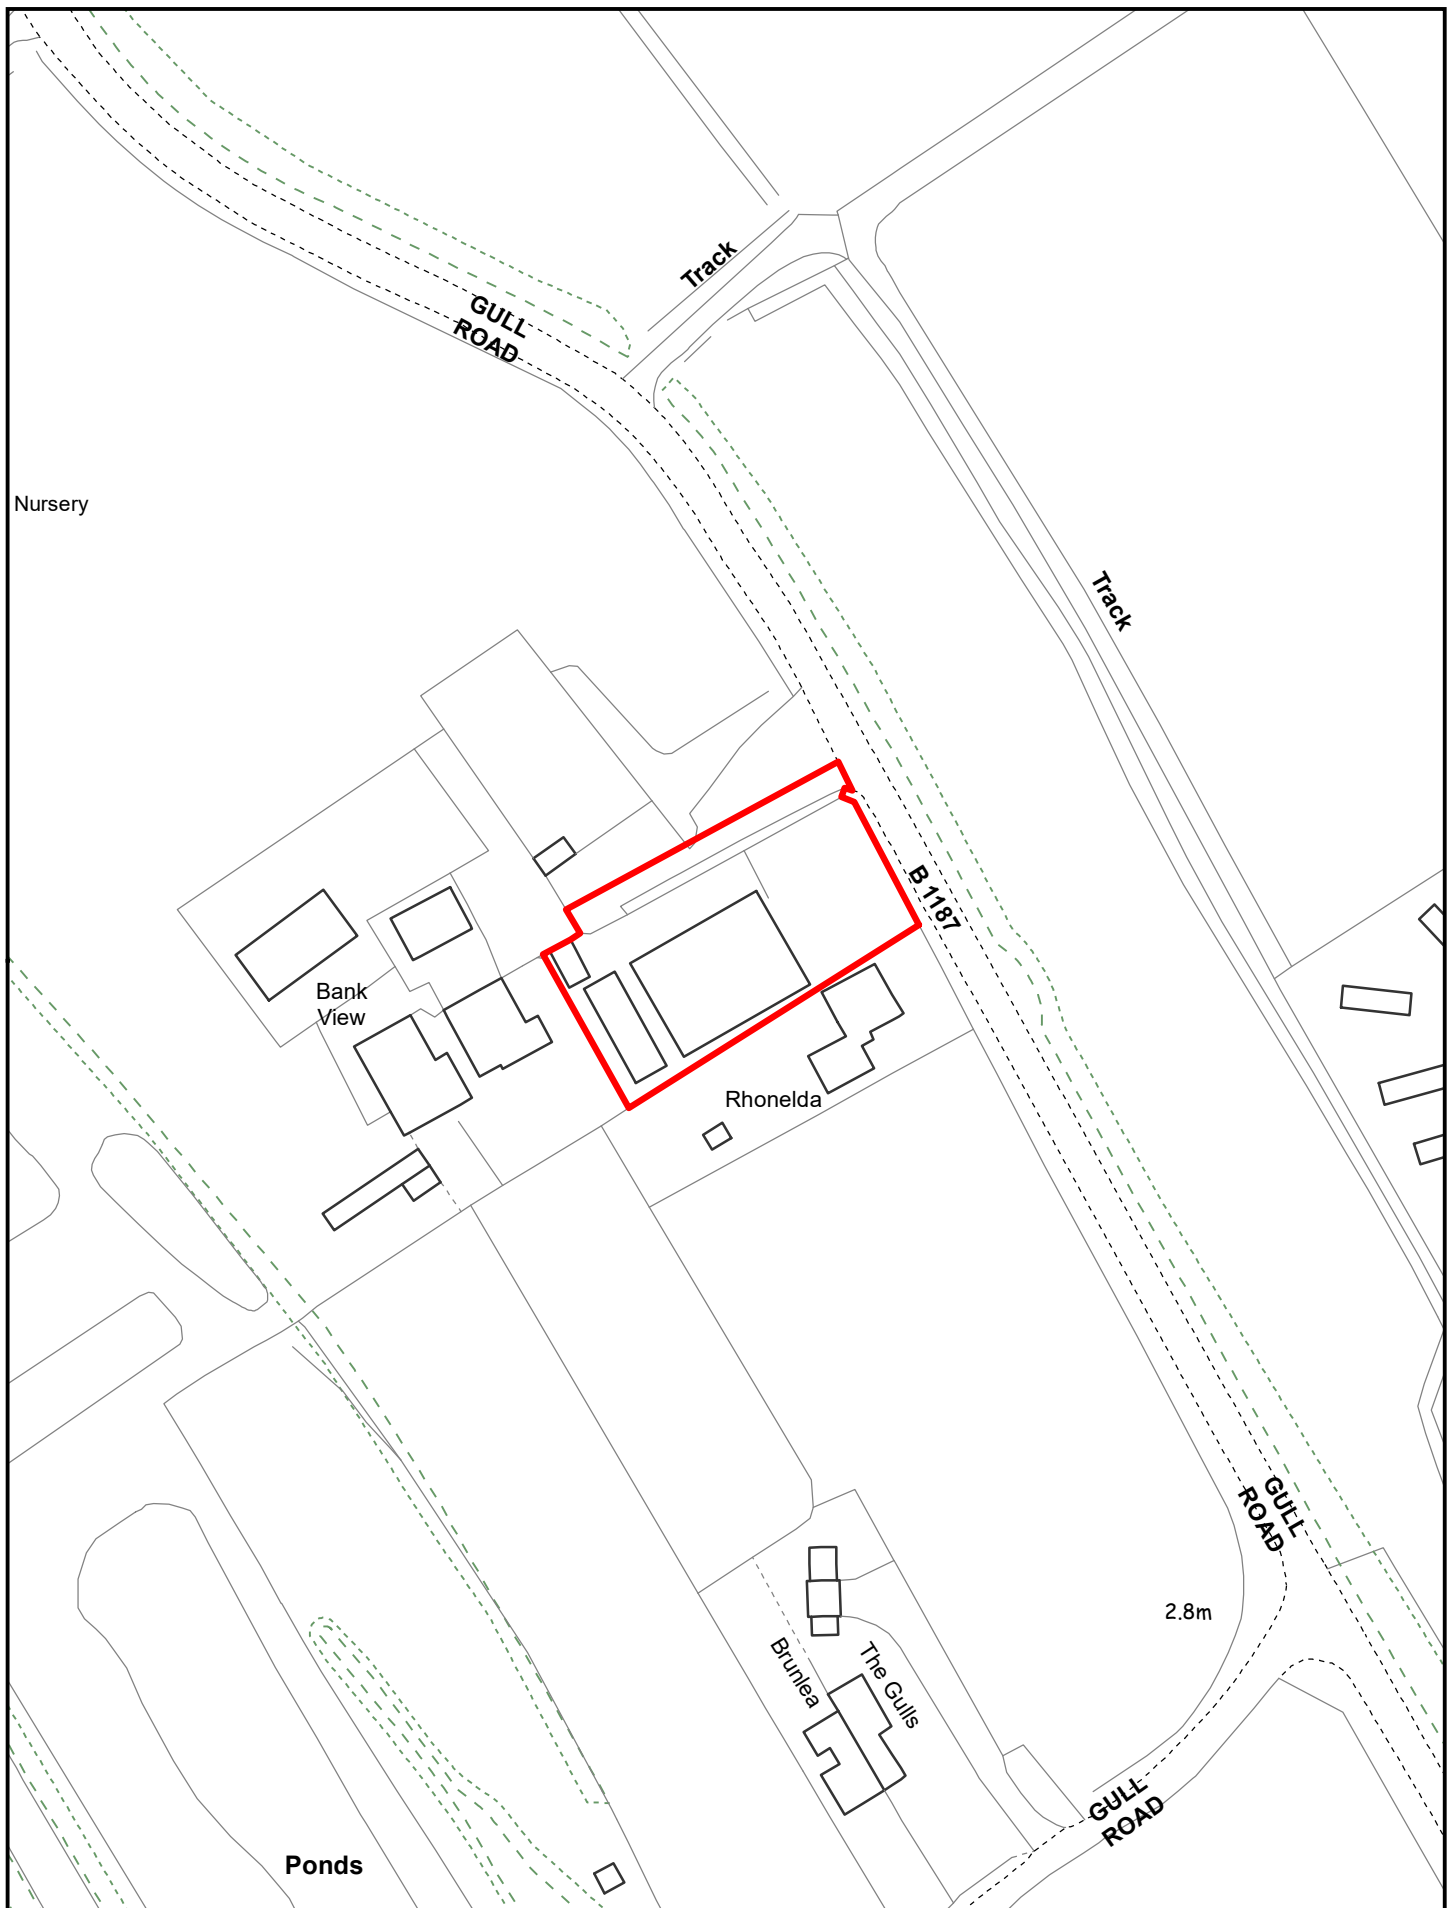 Track
GULL
ROAD
Nursery
Track
B 1187
Bank
View
Rhonelda
GULL
ROAD
2.8m
Brunlea
The Gulls
GULL
ROAD
Ponds